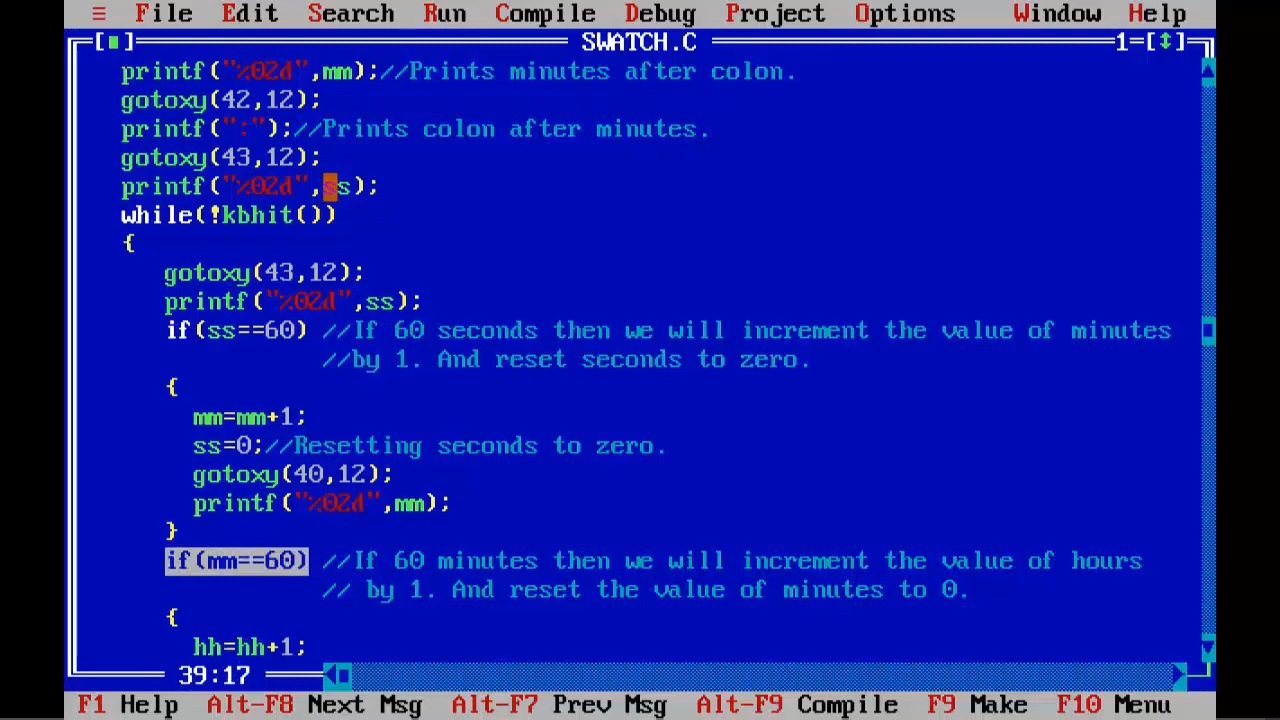 ≡ File Edit Search Run Compile Debug Project Options Window Help
[■] SWATCH.C 1=[↕]
printf("%02d",mm);//Prints minutes after colon.
gotoxy(42,12);
printf(":");//Prints colon after minutes.
gotoxy(43,12);
printf("%02d",ss);
while(!kbhit())
{
gotoxy(43,12);
printf("%02d",ss);
if(ss==60) //If 60 seconds then we will increment the value of minutes
//by 1. And reset seconds to zero.
{
mm=mm+1;
ss=0;//Resetting seconds to zero.
gotoxy(40,12);
printf("%02d",mm);
}
if(mm==60) //If 60 minutes then we will increment the value of hours
// by 1. And reset the value of minutes to 0.
{
hh=hh+1;
39:17
F1 Help Alt-F8 Next Msg Alt-F7 Prev Msg Alt-F9 Compile F9 Make F10 Menu